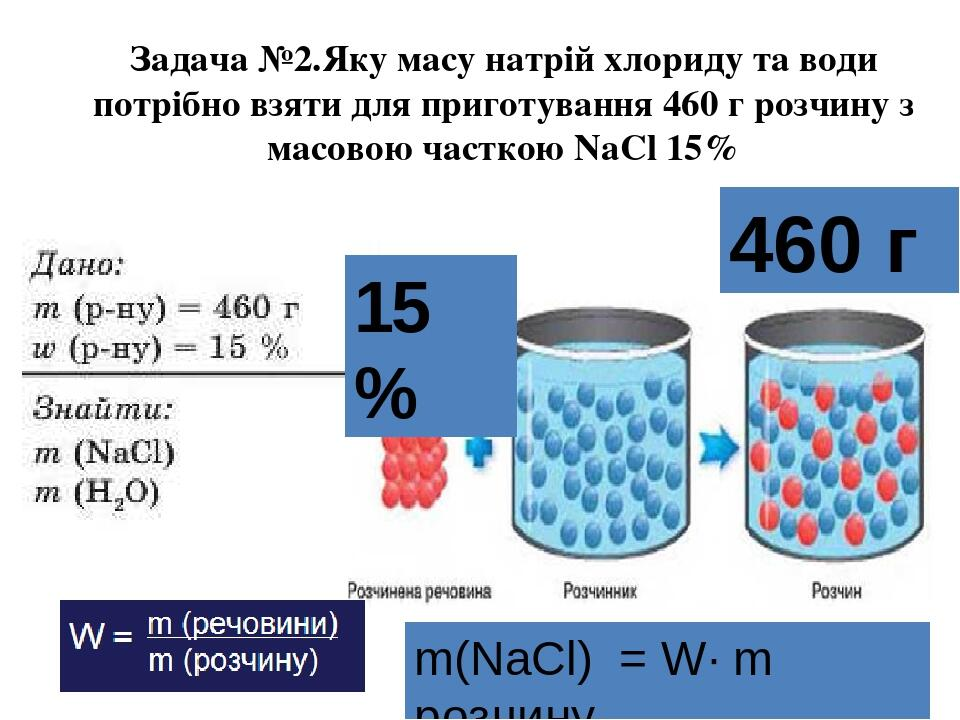 Задача №2.Яку масу натрій хлориду та води
потрібно взяти для приготування 460 г розчину з
масовою часткою NaCl 15%
460 г
Дано:
m (р-ну) = 460 г
w (р-ну) = 15 %
15
%
Знайти:
m (NaCl)
m (H₂O)
Розчинена речовина
Розчинник
Розчин
W = m (речовини)
m (розчину)
m(NaCl) = W· m
розчину